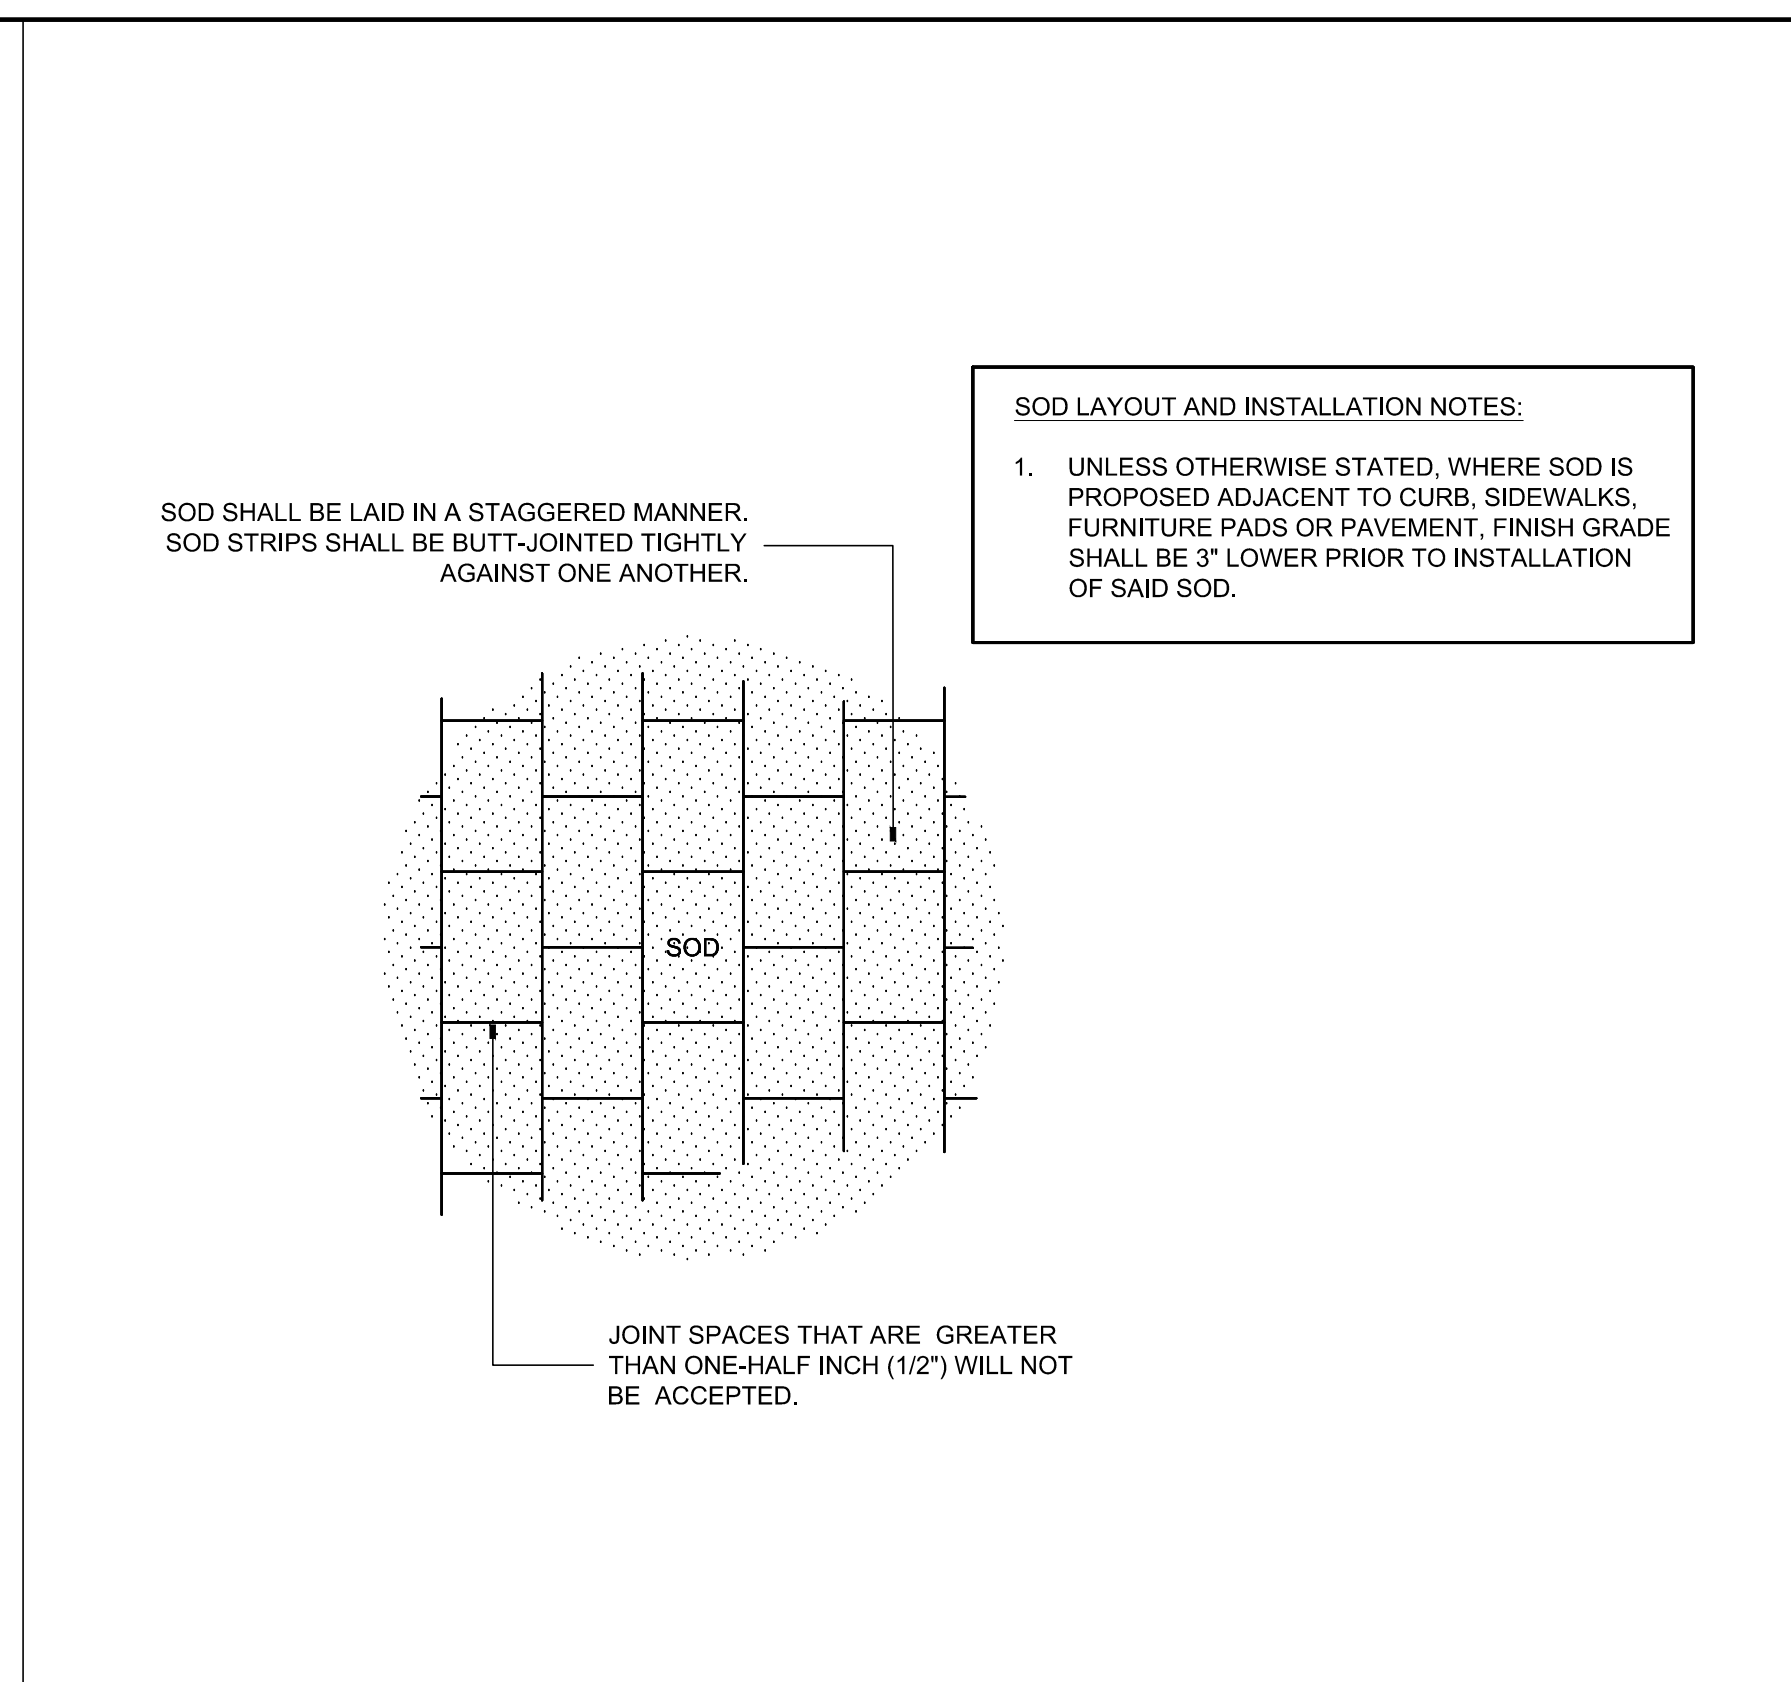 SOD LAYOUT AND INSTALLATION NOTES:
1. UNLESS OTHERWISE STATED, WHERE SOD IS
PROPOSED ADJACENT TO CURB, SIDEWALKS,
FURNITURE PADS OR PAVEMENT, FINISH GRADE
SHALL BE 3" LOWER PRIOR TO INSTALLATION
OF SAID SOD.
SOD SHALL BE LAID IN A STAGGERED MANNER.
SOD STRIPS SHALL BE BUTT-JOINTED TIGHTLY
AGAINST ONE ANOTHER.
SOD
JOINT SPACES THAT ARE GREATER
THAN ONE-HALF INCH (1/2") WILL NOT
BE ACCEPTED.